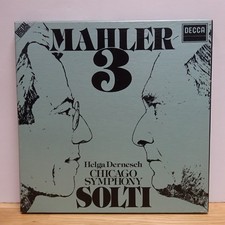 MAHLER
DECCA
3
Helga Dernesch
CHICAGO
SYMPHONY
SOLTI